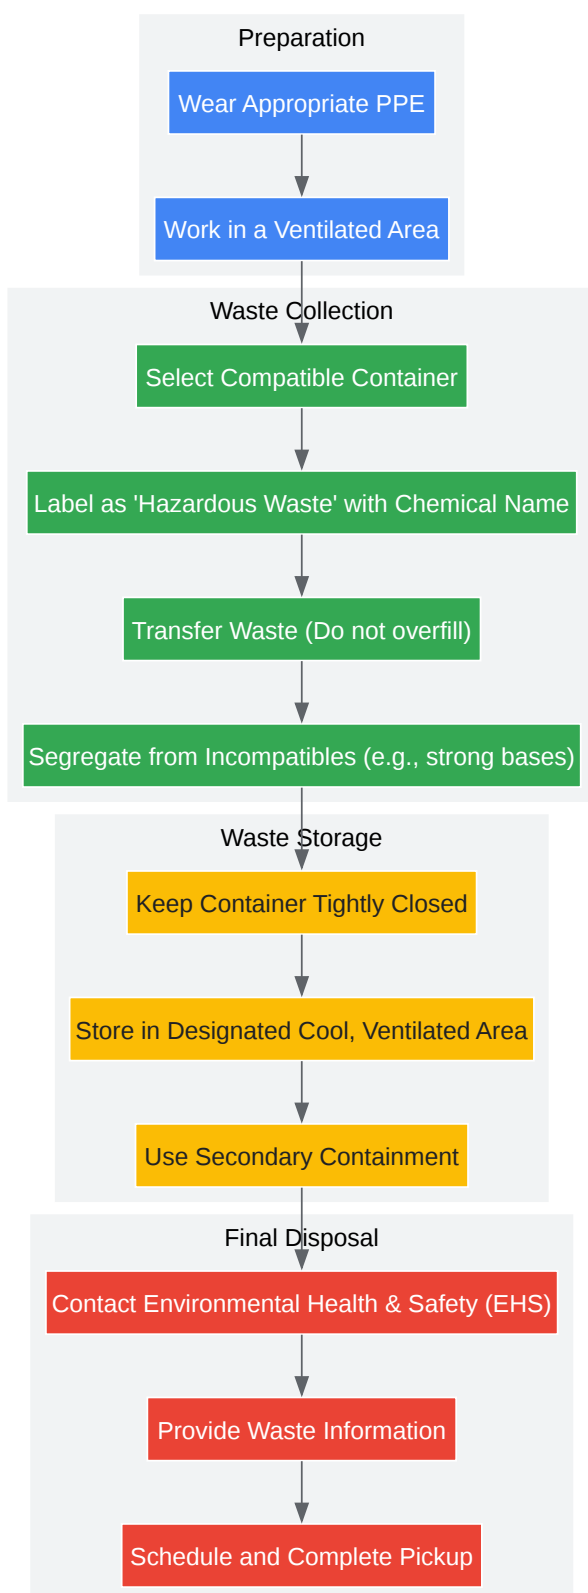 Preparation
Wear Appropriate PPE
Work in a Ventilated Area
Waste Collection
Select Compatible Container
Label as 'Hazardous Waste' with Chemical Name
Transfer Waste (Do not overfill)
Segregate from Incompatibles (e.g., strong bases)
Waste Storage
Keep Container Tightly Closed
Store in Designated Cool, Ventilated Area
Use Secondary Containment
Final Disposal
Contact Environmental Health & Safety (EHS)
Provide Waste Information
Schedule and Complete Pickup